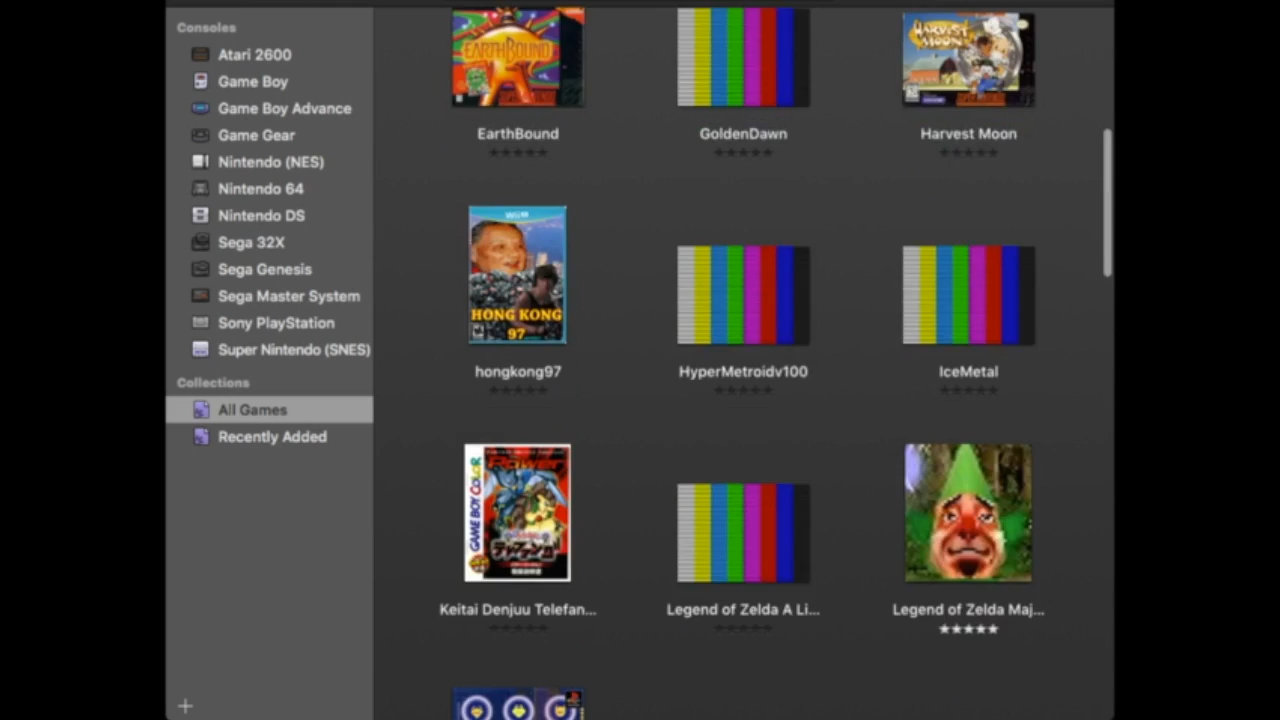 Consoles
Atari 2600
Game Boy
Game Boy Advance
Game Gear
Nintendo (NES)
Nintendo 64
Nintendo DS
Sega 32X
Sega Genesis
Sega Master System
Sony PlayStation
Super Nintendo (SNES)
Collections
All Games
Recently Added
EARTHBOUND
HARVEST
MOON
EarthBound
GoldenDawn
Harvest Moon
Wii U
HONG KONG
97
hongkong97
HyperMetroidv100
IceMetal
GAME BOY COLOR
Power
Keitai Denjuu Telefan...
Legend of Zelda A Li...
Legend of Zelda Maj...